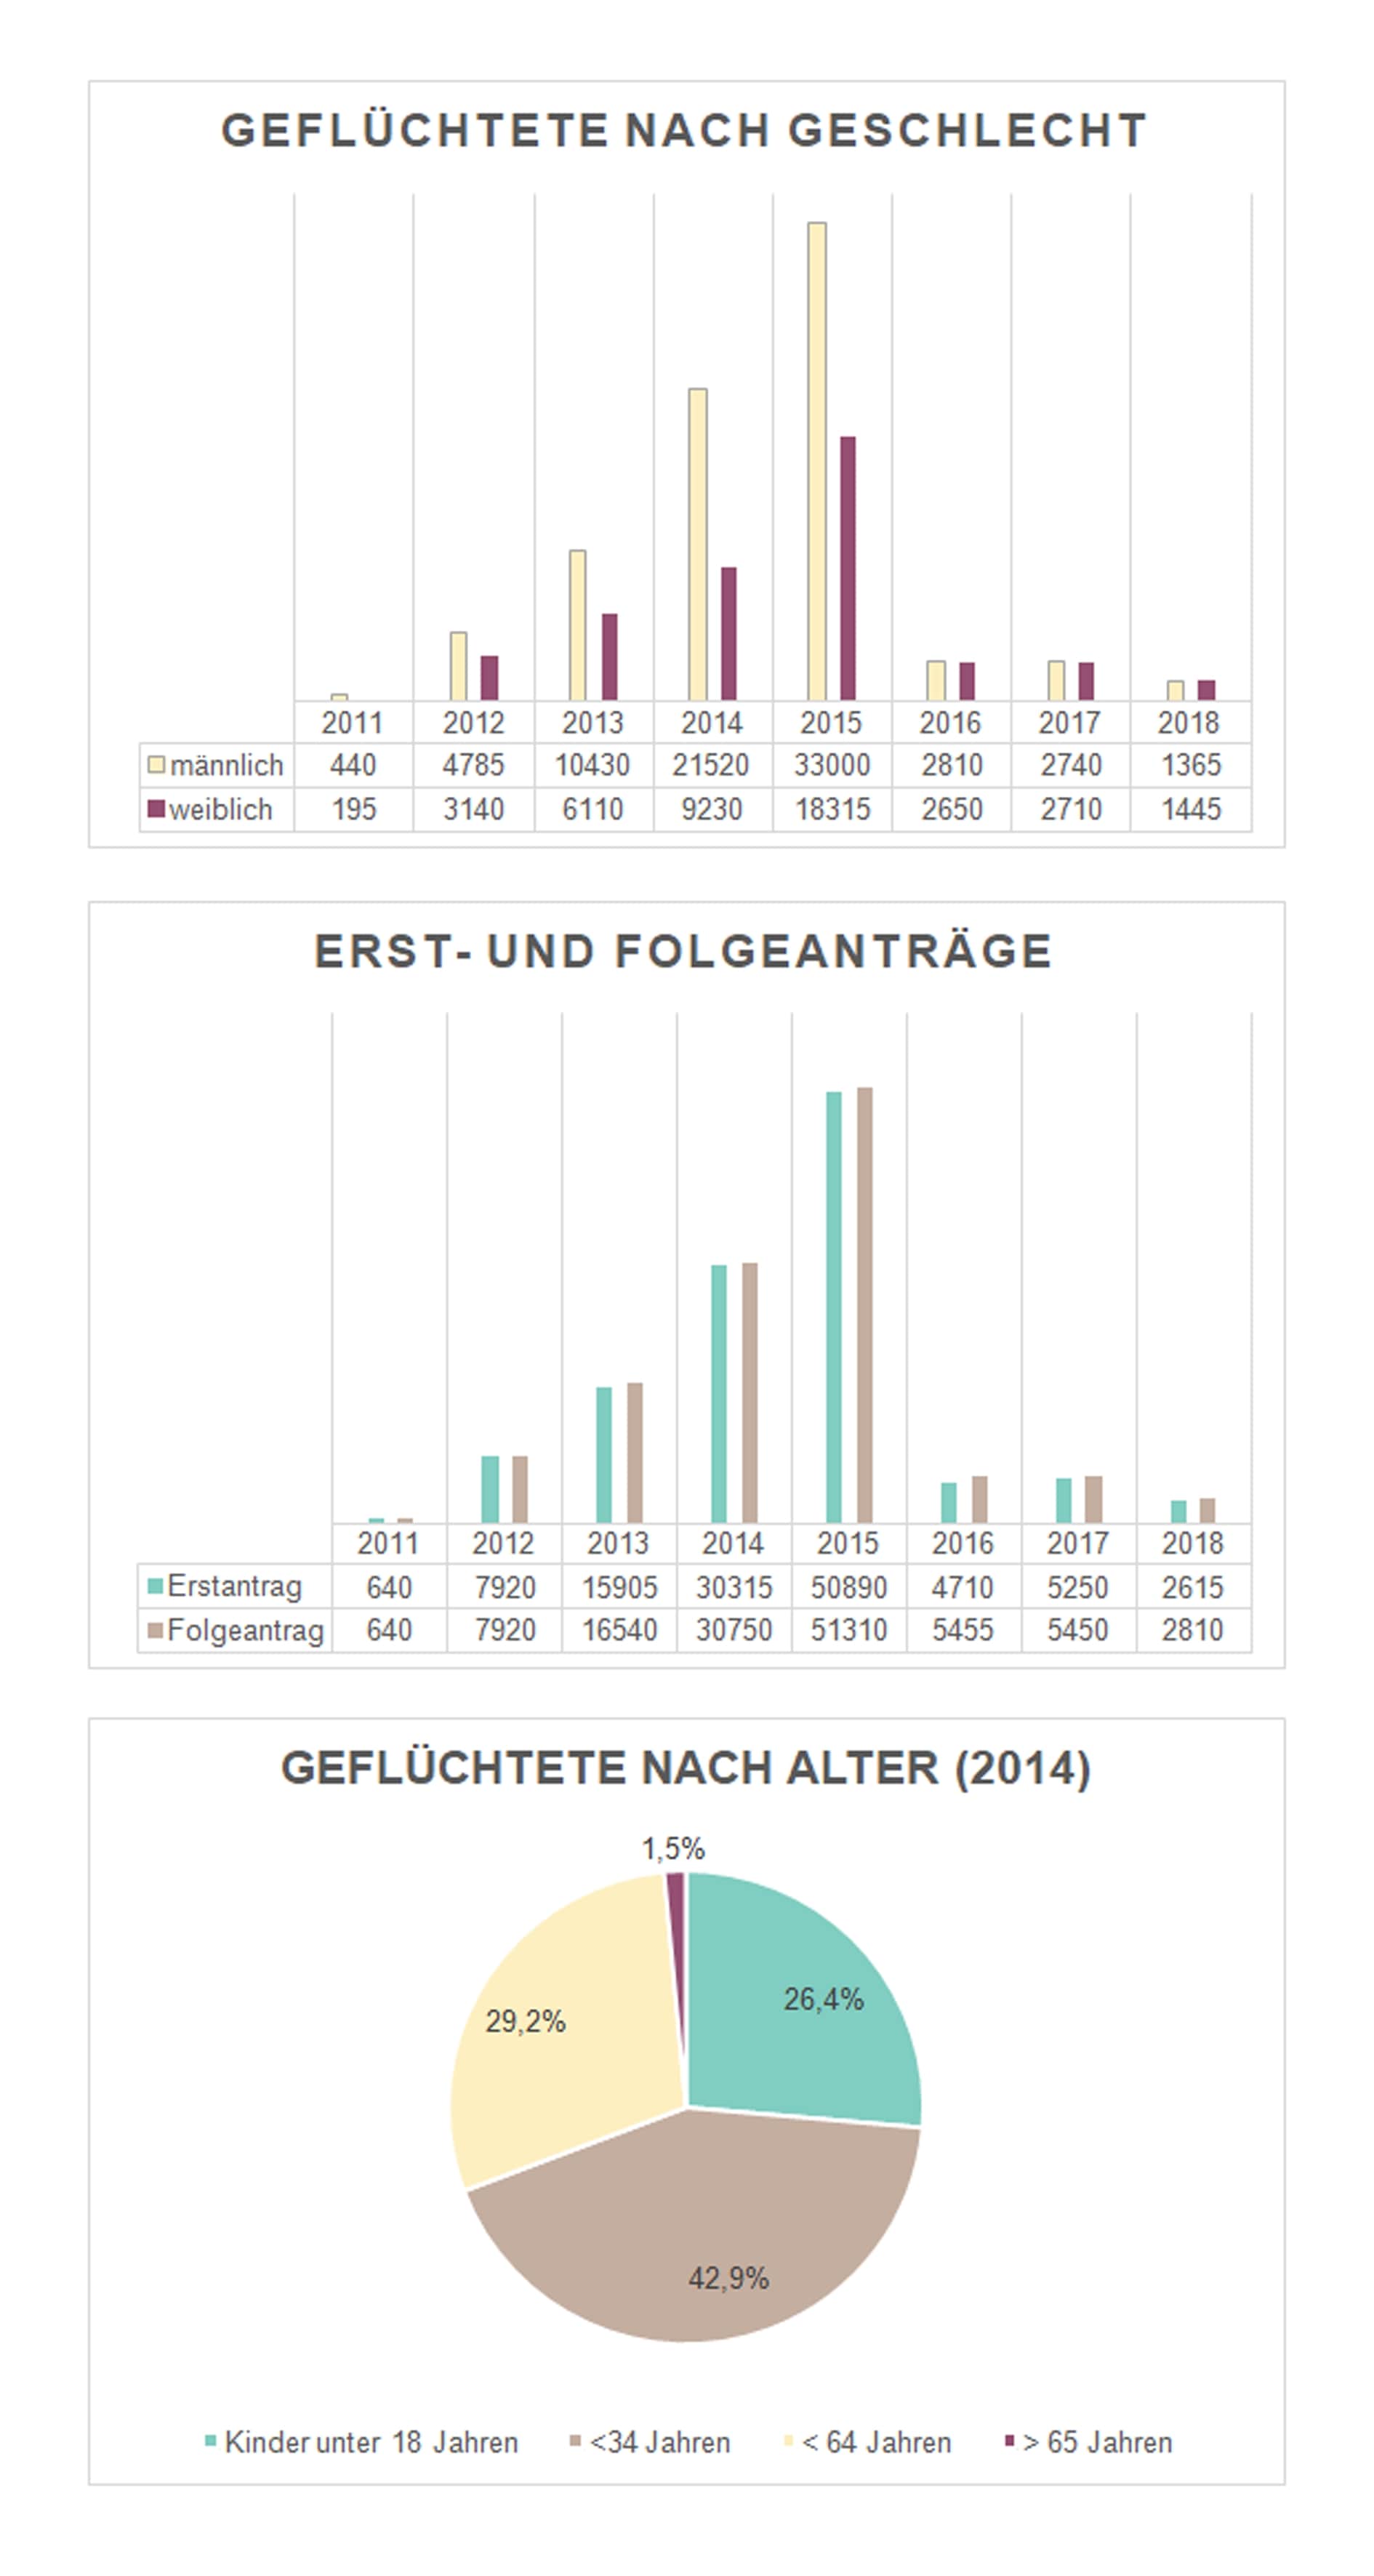 GEFLÜCHTETE NACH GESCHLECHT
2011 2012 2013 2014 2015 2016 2017 2018
männlich 440 4785 10430 21520 33000 2810 2740 1365
weiblich 195 3140 6110 9230 18315 2650 2710 1445
ERST- UND FOLGEANTRÄGE
2011 2012 2013 2014 2015 2016 2017 2018
Erstantrag 640 7920 15905 30315 50890 4710 5250 2615
Folgeantrag 640 7920 16540 30750 51310 5455 5450 2810
GEFLÜCHTETE NACH ALTER (2014)
1,5%
26,4%
29,2%
42,9%
Kinder unter 18 Jahren <34 Jahren < 64 Jahren > 65 Jahren